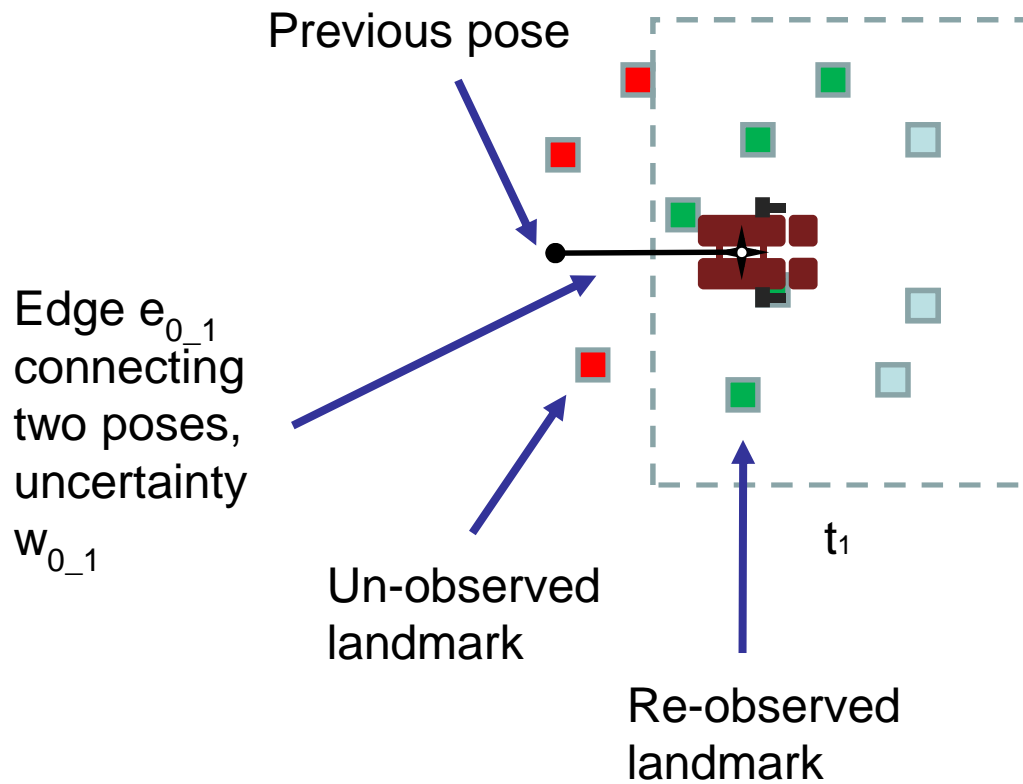 Previous pose
Edge e0_1
connecting
two poses,
uncertainty
w0_1
Un-observed
landmark
t1
Re-observed
landmark